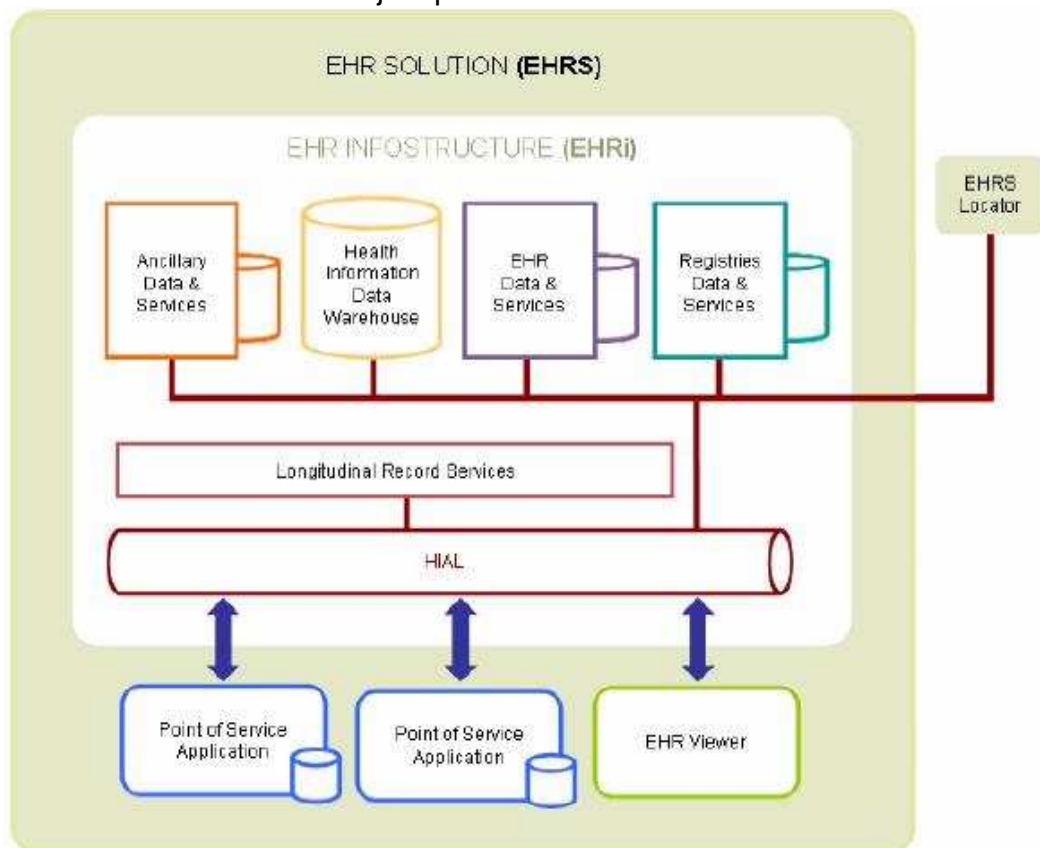 EHR SOLUTION (EHRS)
EHR INFOSTRUCTURE (EHRi)
EHRS
Locator
Ancillary
Data &
Services
Health
Information
Data
Warehouse
EHR
Data &
Services
Registries
Data &
Services
Longitudinal Record Services
HIAL
Point of Service
Application
Point of Service
Application
EHR Viewer